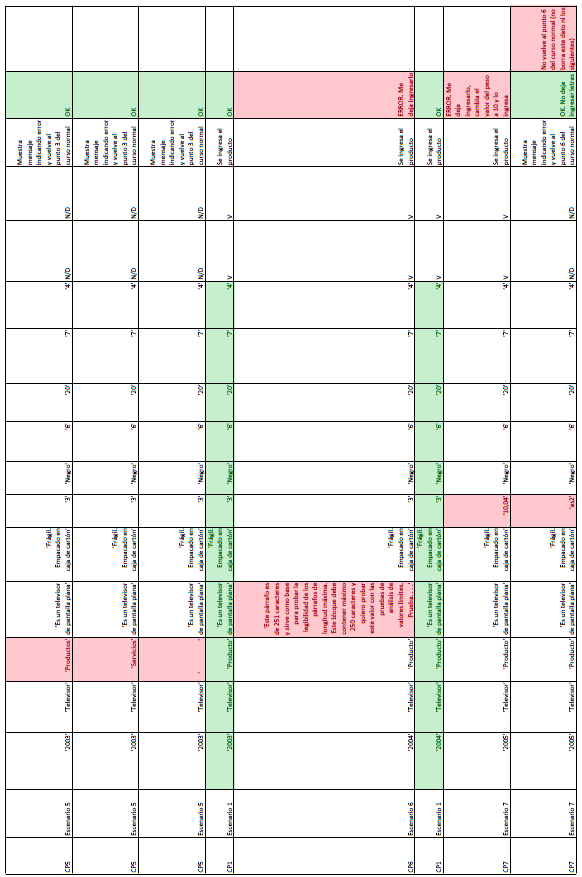 CP5
Escenario 5
'2003'
'Televisor'
'Productos'
'Es un televisor
de pantalla plana'
'Frágil.
Empacado en
caja de cartón'
'3'
'Negro'
'6'
'20'
'7'
'4'
N/D
N/D
Muestra
mensaje
indicando error
y vuelve al
punto 3 del
curso normal
OK
CP5
Escenario 5
'2003'
'Televisor'
'Servicios'
'Es un televisor
de pantalla plana'
'Frágil.
Empacado en
caja de cartón'
'3'
'Negro'
'6'
'20'
'7'
'4'
N/D
N/D
Muestra
mensaje
indicando error
y vuelve al
punto 3 del
curso normal
OK
CP5
Escenario 5
'2003'
'Televisor'
' '
'Es un televisor
de pantalla plana'
'Frágil.
Empacado en
caja de cartón'
'3'
'Negro'
'6'
'20'
'7'
'4'
N/D
N/D
Muestra
mensaje
indicando error
y vuelve al
punto 3 del
curso normal
OK
CP1
Escenario 1
'2003'
'Televisor'
'Producto'
'Es un televisor
de pantalla plana'
'Frágil.
Empacado en
caja de cartón'
'3'
'Negro'
'6'
'20'
'7'
'4'
V
V
Se ingresa el
producto
OK
CP6
Escenario 6
'2004'
'Televisor'
'Producto'
'Este párrafo es
de 251 caracteres
y sirve como base
para probar la
legibilidad de los
párrafos de
longitud máxima.
Este bloque debe
contener máximo
250 caracteres y
quiero probar
este valor con las
pruebas de
análisis de
valores límites.
Prueba. . . .'
'Frágil.
Empacado en
caja de cartón'
'3'
'Negro'
'6'
'20'
'7'
'4'
V
V
Se ingresa el
producto
ERROR. Me
deja ingresarlo
CP1
Escenario 1
'2004'
'Televisor'
'Producto'
'Es un televisor
de pantalla plana'
'Frágil.
Empacado en
caja de cartón'
'3'
'Negro'
'6'
'20'
'7'
'4'
V
V
Se ingresa el
producto
OK
CP7
Escenario 7
'2005'
'Televisor'
'Producto'
'Es un televisor
de pantalla plana'
'Frágil.
Empacado en
caja de cartón'
'10,04'
'Negro'
'6'
'20'
'7'
'4'
V
V
Se ingresa el
producto
ERROR. Me
deja
ingresarlo,
cambia el
valor del peso
a 10 y lo
ingresa
CP7
Escenario 7
'2005'
'Televisor'
'Producto'
'Es un televisor
de pantalla plana'
'Frágil.
Empacado en
caja de cartón'
'as2'
'Negro'
'6'
'20'
'7'
'4'
N/D
N/D
Muestra
mensaje
indicando error
y vuelve al
punto 6 del
curso normal
OK. No deja
ingresar letras
No vuelve al punto 6
del curso normal (no
borra este dato ni los
siguientes)